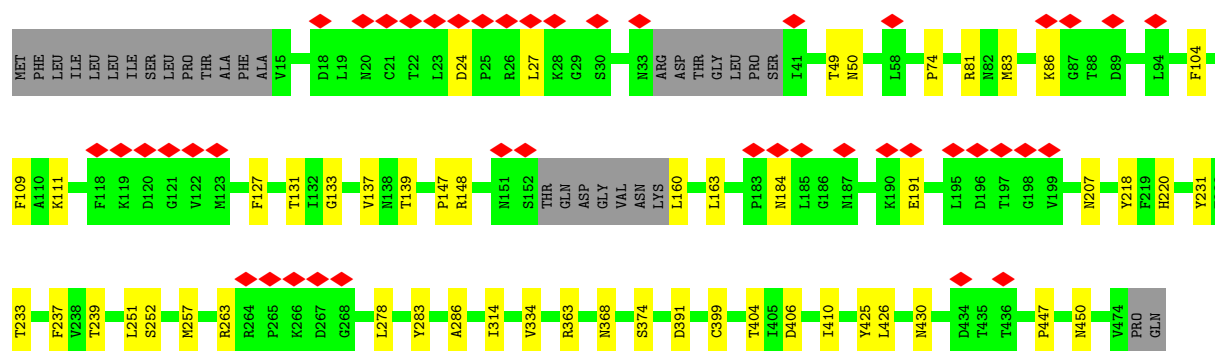 MET PHE LEU ILE LEU LEU ILE SER LEU PRO THR ALA PHE ALA V15 D18 L19 N20 C21 T22 L23 D24 P25 R26 L27 K28 G29 S30 N33 ARG ASP THR GLY LEU PRO SER I41 T49 N50 L58 P74 R81 N82 M83 K86 G87 T88 D89 L94 F104
F109 A110 K111 F118 K119 D120 G121 V122 M123 F127 T131 I132 G133 V137 N138 T139 P147 R148 N151 S152 THR GLN ASP GLY VAL ASN LYS L160 L163 P183 N184 L185 G186 N187 K190 E191 L195 D196 T197 G198 V199 N207 Y218 F219 H220 Y231
T233 F237 V238 T239 L251 S252 M257 R263 R264 P265 K266 D267 G268 L278 Y283 A286 I314 V334 R363 N368 S374 D391 C399 T404 I405 D406 I410 Y425 L426 N430 D434 T435 T436 P447 N450 V474 PRO GLN